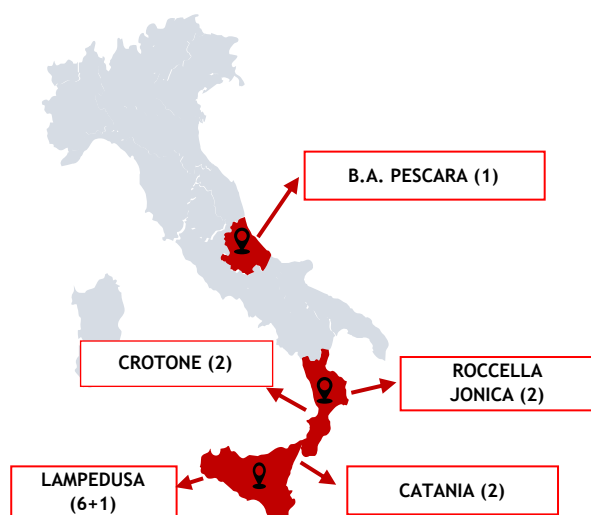 B.A. PESCARA (1)
CROTONE (2)
ROCCELLA
JONICA (2)
LAMPEDUSA
(6+1)
CATANIA (2)